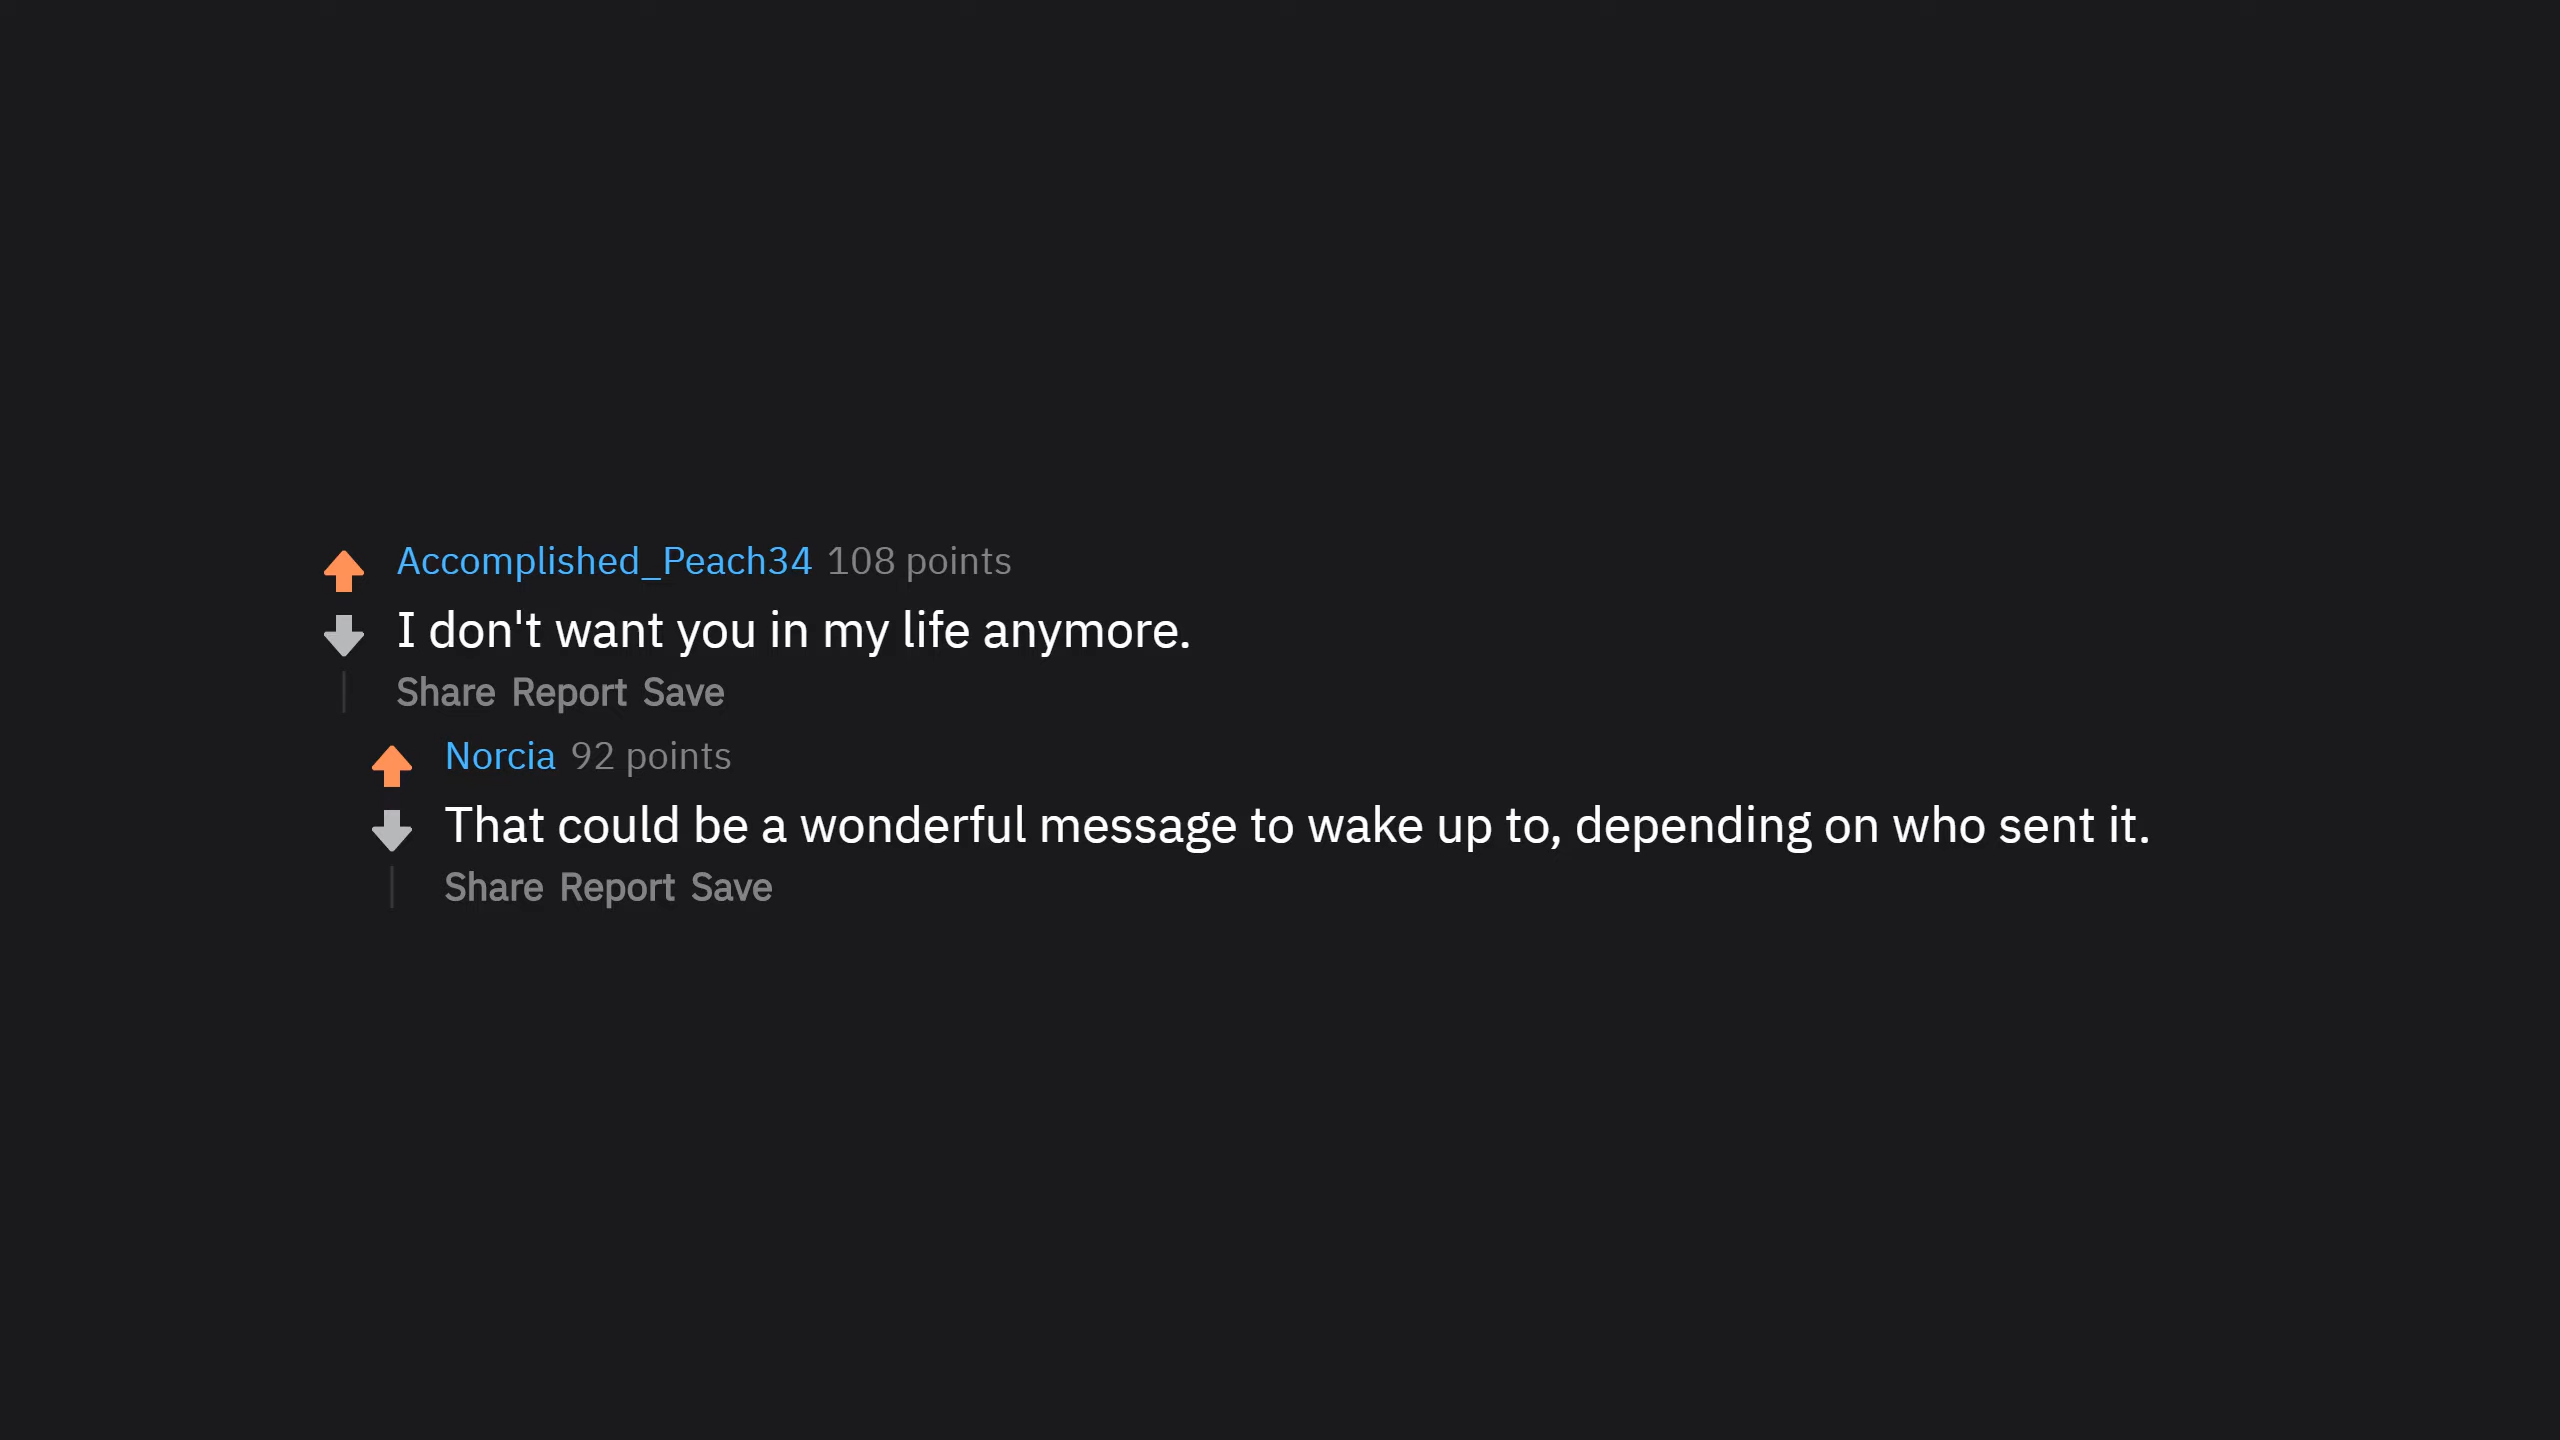 Accomplished_Peach34 108 points
I don't want you in my life anymore.
Share Report Save
Norcia 92 points
That could be a wonderful message to wake up to, depending on who sent it.
Share Report Save